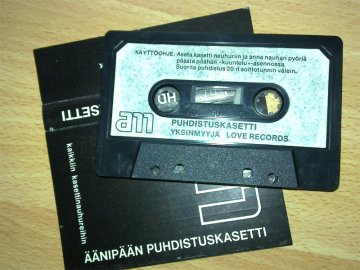 KÄYTTÖOHJE: Aseta kasetti nauhuriin ja anna nauhan pyöriä
päästä päähän «kuuntelu»-asennossa.
Suorita puhdistus 20:n soittotunnin välein.
PUHDISTUSKASETTI
YKSINMYYJÄ LOVE RECORDS
KASETTI
SETTI
kaikkiin kasettinauhureihin
ÄÄNIPÄÄN PUHDISTUSKASETTI